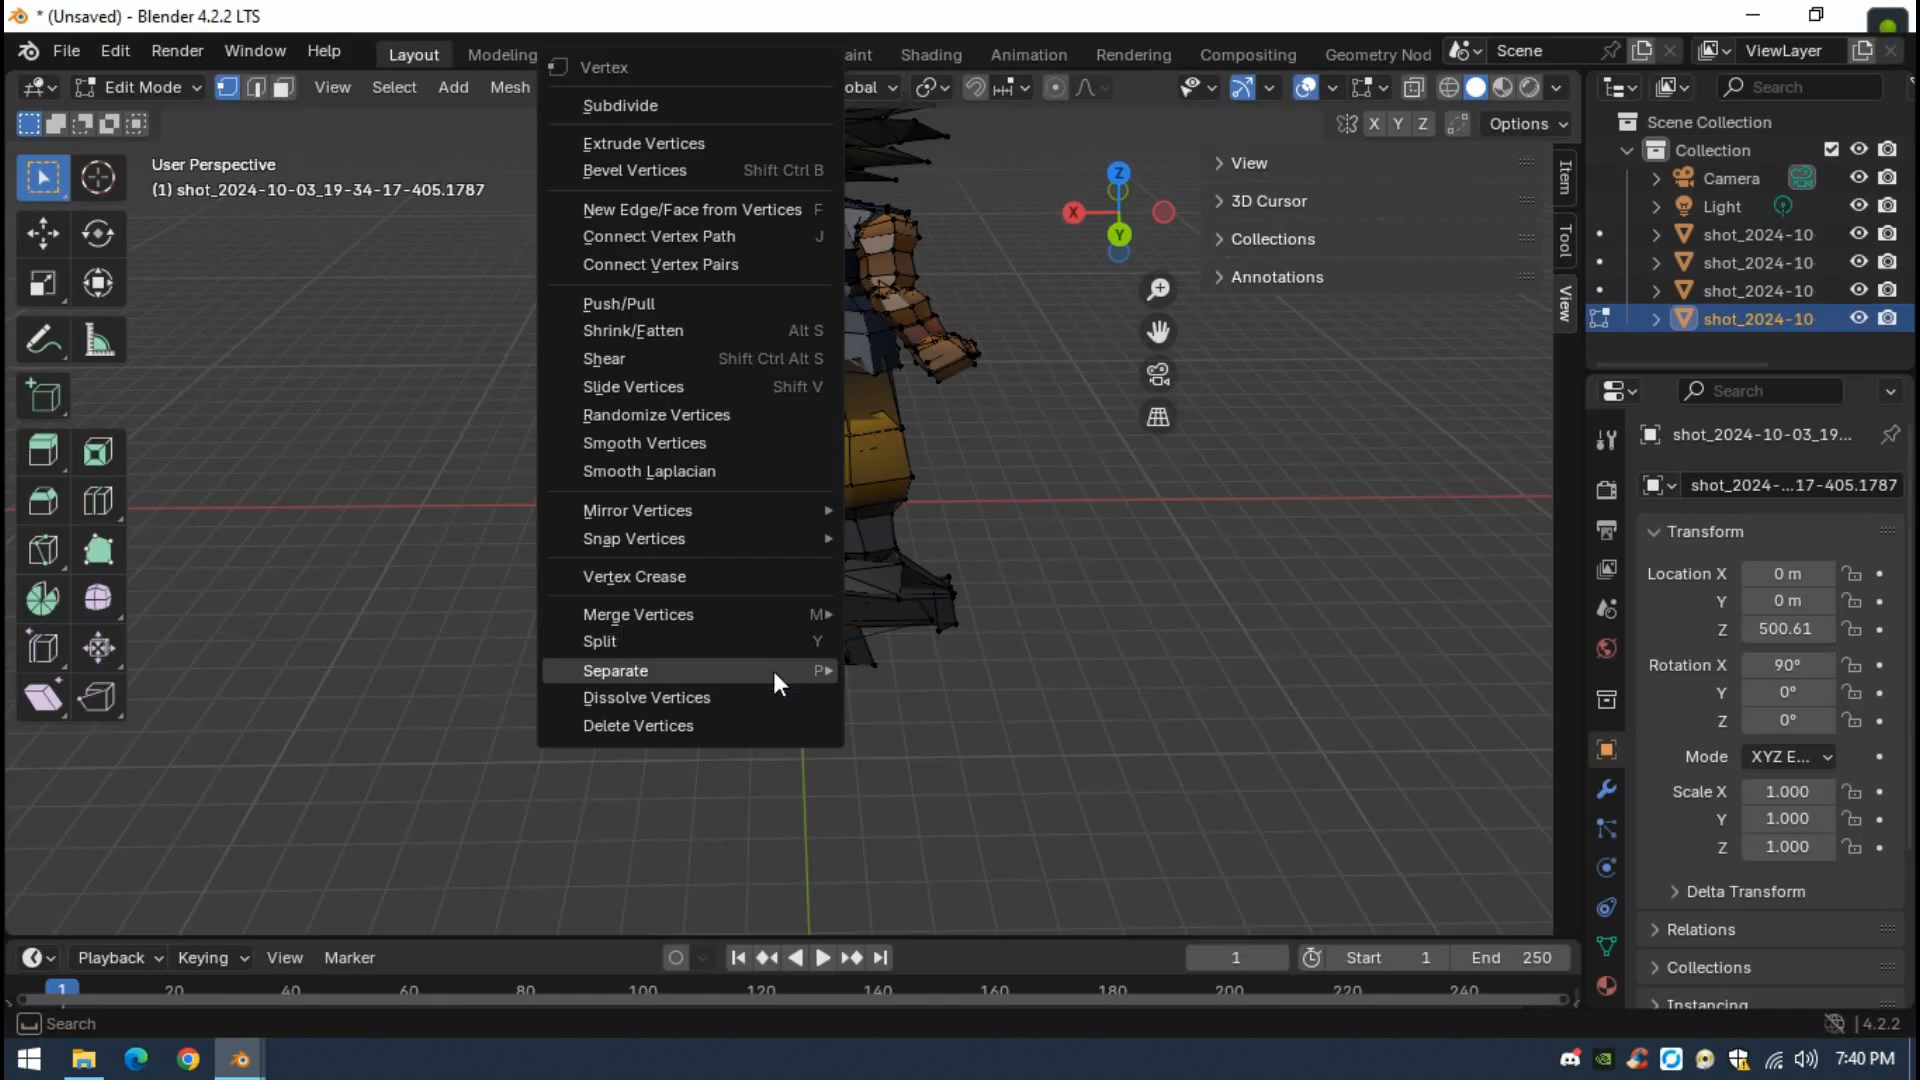 * (Unsaved) - Blender 4.2.2 LTS
File Edit Render Window Help Layout Modeling aint Shading Animation Rendering Compositing Geometry Nod Scene ViewLayer
Edit Mode View Select Add Mesh obal Search
X Y Z Options
User Perspective
(1) shot_2024-10-03_19-34-17-405.1787
Vertex
Subdivide
Extrude Vertices
Bevel Vertices Shift Ctrl B
New Edge/Face from Vertices F
Connect Vertex Path J
Connect Vertex Pairs
Push/Pull
Shrink/Fatten Alt S
Shear Shift Ctrl Alt S
Slide Vertices Shift V
Randomize Vertices
Smooth Vertices
Smooth Laplacian
Mirror Vertices
Snap Vertices
Vertex Crease
Merge Vertices M
Split Y
Separate P
Dissolve Vertices
Delete Vertices
Z
X
Y
View
3D Cursor
Collections
Annotations
Item
Tool
View
Scene Collection
Collection
Camera
Light
shot_2024-10
shot_2024-10
shot_2024-10
shot_2024-10
Search
shot_2024-10-03_19...
shot_2024-...17-405.1787
Transform
Location X 0 m
Y 0 m
Z 500.61
Rotation X 90°
Y 0°
Z 0°
Mode XYZ E...
Scale X 1.000
Y 1.000
Z 1.000
Delta Transform
Relations
Collections
Instancing
Playback Keying View Marker 1 Start 1 End 250
1 20 40 60 80 100 120 140 160 180 200 220 240
Search 4.2.2
7:40 PM